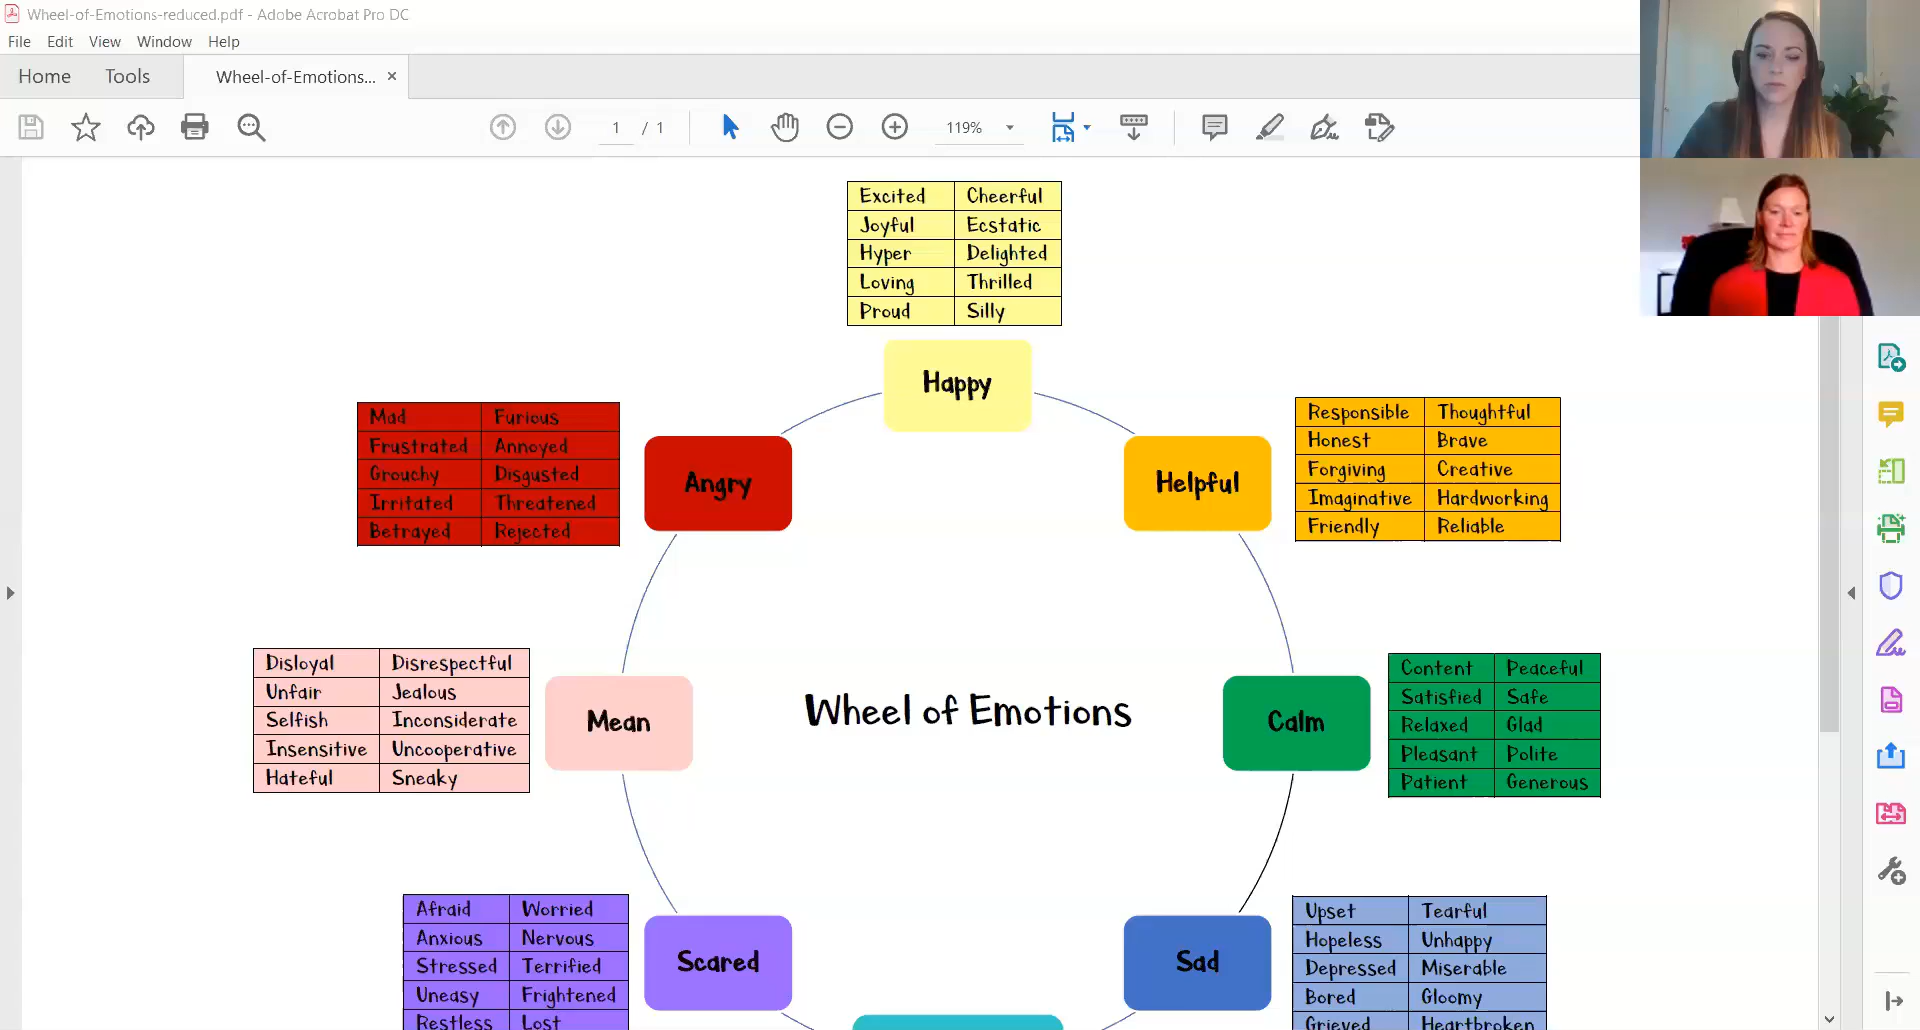 Wheel-of-Emotions-reduced.pdf - Adobe Acrobat Pro DC
File Edit View Window Help
Home Tools Wheel-of-Emotions... ×
1 / 1 119%
Excited Cheerful
Joyful Ecstatic
Hyper Delighted
Loving Thrilled
Proud Silly
Happy
Mad Furious
Frustrated Annoyed
Grouchy Disgusted
Irritated Threatened
Betrayed Rejected
Angry
Helpful
Responsible Thoughtful
Honest Brave
Forgiving Creative
Imaginative Hardworking
Friendly Reliable
Disloyal Disrespectful
Unfair Jealous
Selfish Inconsiderate
Insensitive Uncooperative
Hateful Sneaky
Mean
Wheel of Emotions
Calm
Content Peaceful
Satisfied Safe
Relaxed Glad
Pleasant Polite
Patient Generous
Afraid Worried
Anxious Nervous
Stressed Terrified
Uneasy Frightened
Restless Lost
Scared
Sad
Upset Tearful
Hopeless Unhappy
Depressed Miserable
Bored Gloomy
Grieved Heartbroken